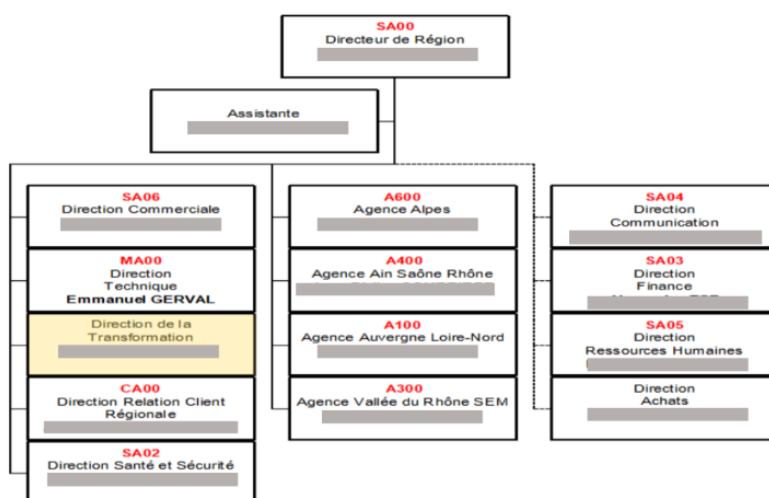 SA00
Directeur de Région
Assistante
SA06
Direction Commerciale
MA00
Direction
Technique
Emmanuel GERVAL
Direction de la
Transformation
CA00
Direction Relation Client
Régionale
SA02
Direction Santé et Sécurité
A600
Agence Alpes
A400
Agence Ain Saône Rhône
A100
Agence Auvergne Loire-Nord
A300
Agence Vallée du Rhône SEM
SA04
Direction
Communication
SA03
Direction
Finance
SA05
Direction
Ressources Humaines
Direction
Achats